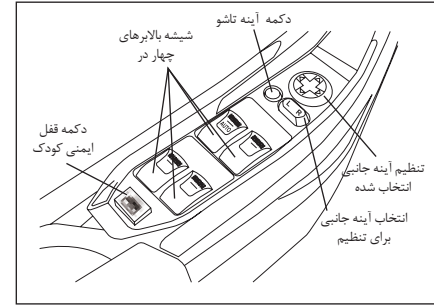 دکمه آینه تاشو
شیشه بالابرهای
چهار در
دکمه قفل
ایمنی کودک
AUTO
L
R
تنظیم آینه جانبی
انتخاب شده
انتخاب آینه جانبی
برای تنظیم